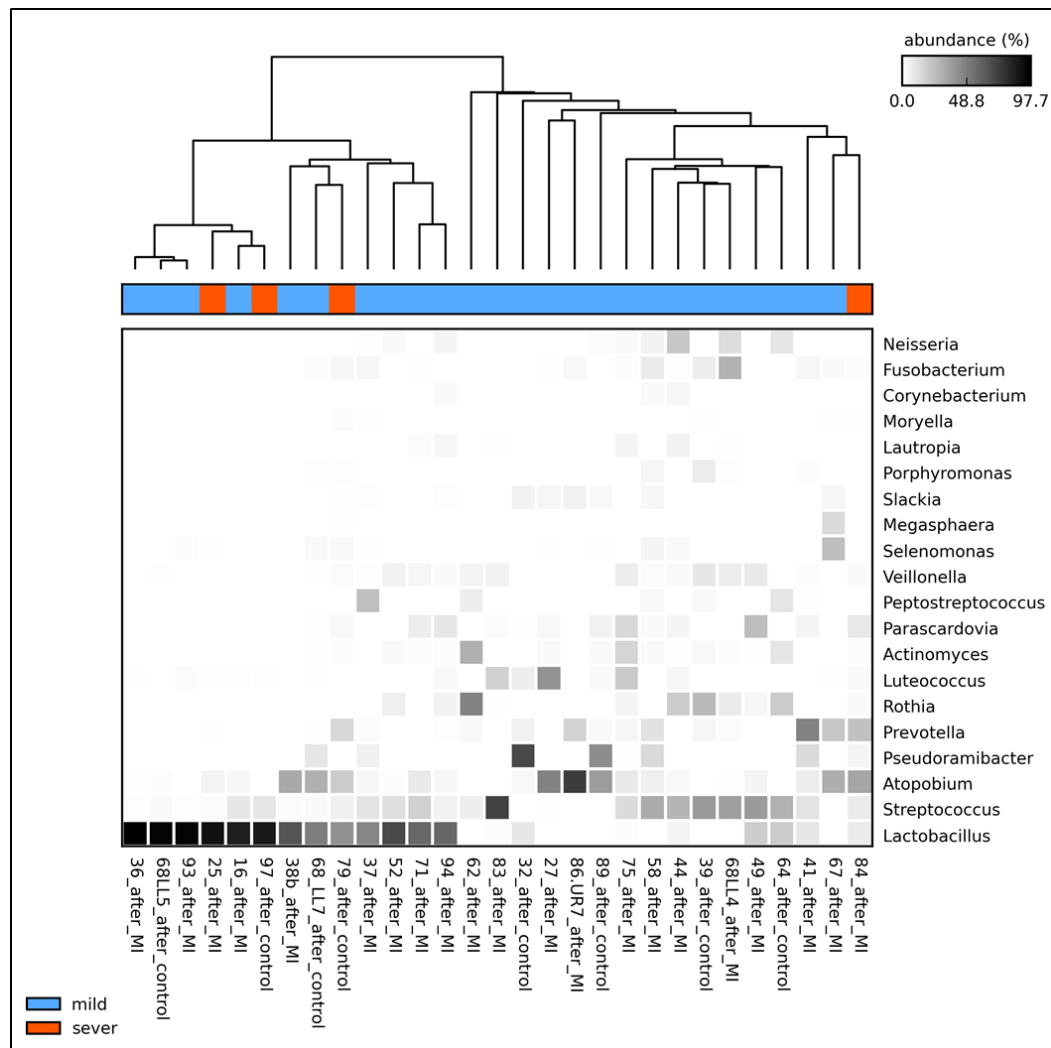 abundance (%)
0.0 48.8 97.7
Neisseria
Fusobacterium
Corynebacterium
Moryella
Lautropia
Porphyromonas
Slackia
Megasphaera
Selenomonas
Veillonella
Peptostreptococcus
Parascardovia
Actinomyces
Luteococcus
Rothia
Prevotella
Pseudoramibacter
Atopobium
Streptococcus
Lactobacillus
36_after_MI
68LL5_after_control
93_after_MI
25_after_MI
16_after_MI
97_after_control
38b_after_MI
68_LL7_after_control
79_after_control
37_after_MI
52_after_MI
71_after_MI
94_after_MI
62_after_MI
83_after_MI
32_after_control
27_after_MI
86.UR7_after_MI
89_after_control
75_after_MI
58_after_MI
44_after_MI
39_after_control
68LL4_after_MI
49_after_MI
64_after_control
41_after_MI
67_after_MI
84_after_MI
mild
sever